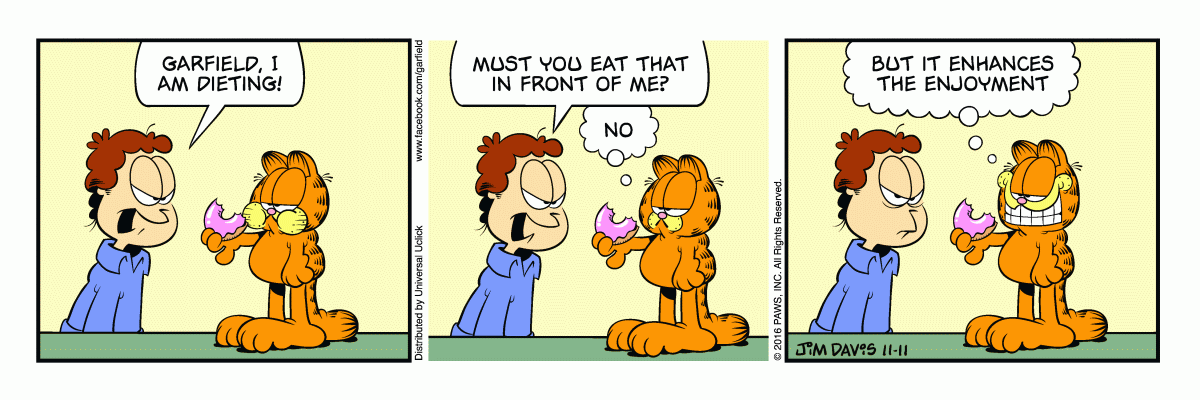 GARFIELD, I
AM DIETING!
www.facebook.com/garfield
Distributed by Universal Uclick
MUST YOU EAT THAT
IN FRONT OF ME?
NO
© 2016 PAWS, INC. All Rights Reserved.
BUT IT ENHANCES
THE ENJOYMENT
JIM DAVIS 11-11